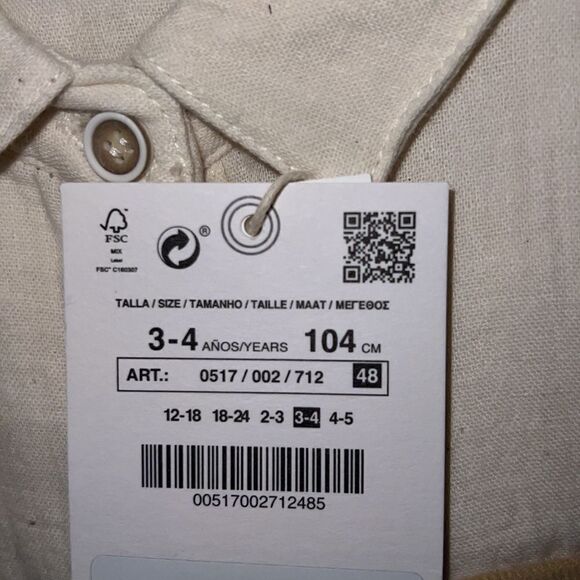 FSC
MIX
Label
FSC® C160307
®
TALLA / SIZE / TAMANHO / TAILLE / MAAT / ΜΕΓΕΘΟΣ
3-4 AÑOS/YEARS 104 CM
ART.: 0517 / 002 / 712 48
12-18 18-24 2-3 3-4 4-5
00517002712485